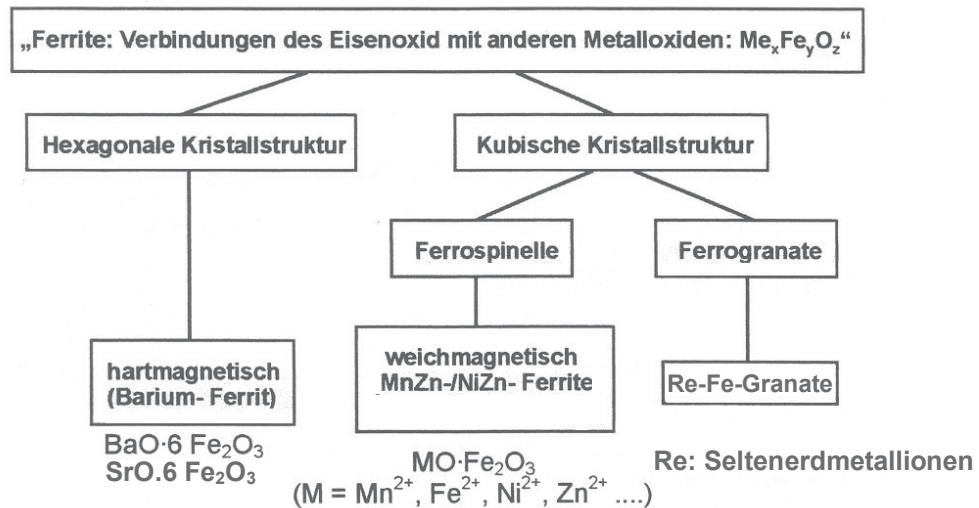 „Ferrite: Verbindungen des Eisenoxid mit anderen Metalloxiden: MeₓFeᵧO_z“
Hexagonale Kristallstruktur
Kubische Kristallstruktur
Ferrospinelle
Ferrogranate
hartmagnetisch
(Barium- Ferrit)
weichmagnetisch
MnZn-/NiZn- Ferrite
Re-Fe-Granate
BaO·6 Fe₂O₃
SrO.6 Fe₂O₃
MO·Fe₂O₃
(M = Mn²⁺, Fe²⁺, Ni²⁺, Zn²⁺ ....)
Re: Seltenerdmetallionen